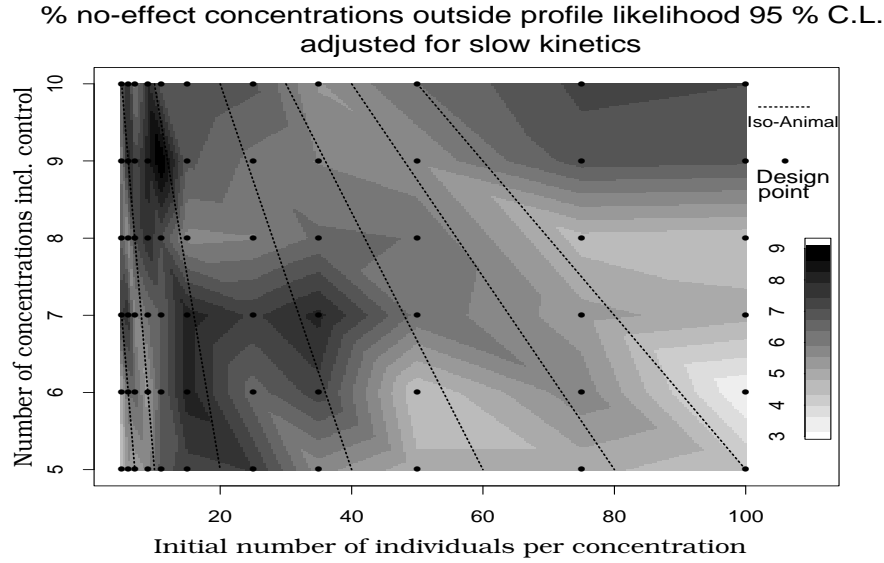 % no-effect concentrations outside profile likelihood 95 % C.L.
adjusted for slow kinetics
Number of concentrations incl. control
10
9
8
7
6
5
Iso-Animal
Design
point
9
8
7
6
5
4
3
20
40
60
80
100
Initial number of individuals per concentration